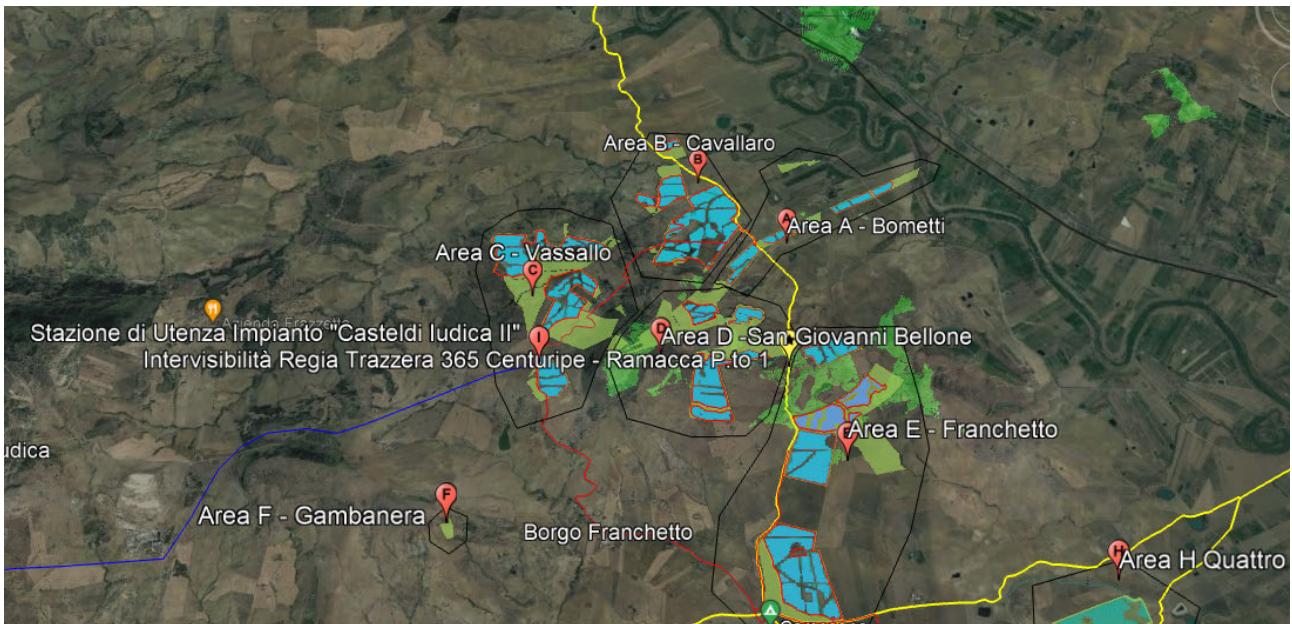 Area B - Cavallaro
B
A
Area A - Bometti
Area C - Vassallo
C
Azienda Frazzetto
Stazione di Utenza Impianto "Casteldi Iudica II"
I
D
Area D -San Giovanni Bellone
Intervisibilità Regia Trazzera 365 Centuripe - Ramacca P.to 1
E
Area E - Franchetto
udica
F
Area F - Gambanera
Borgo Franchetto
H
Area H Quattro